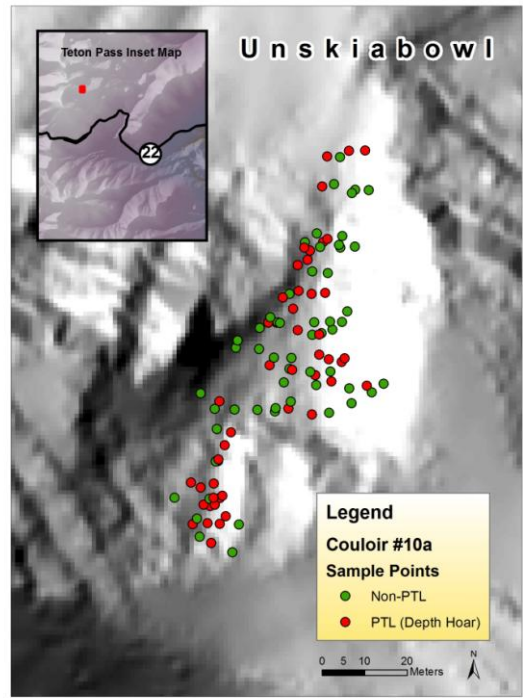 Unskiabowl
Teton Pass Inset Map
22
Legend
Couloir #10a
Sample Points
Non-PTL
PTL (Depth Hoar)
N
0 5 10 20
Meters